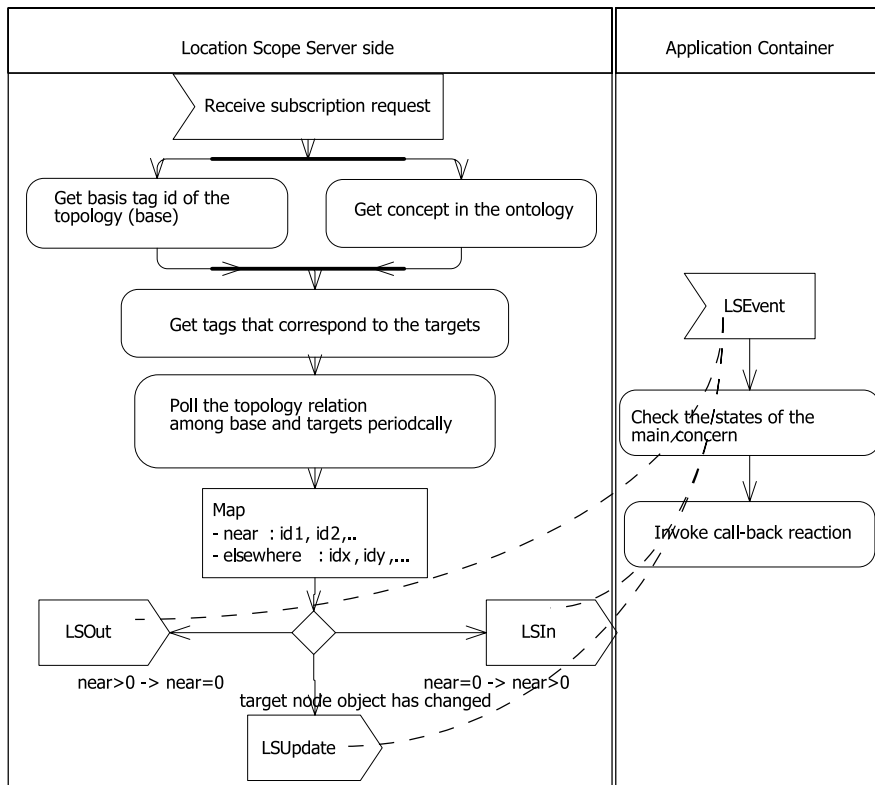 Location Scope Server side
Application Container
Receive subscription request
Get basis tag id of the
topology (base)
Get concept in the ontology
Get tags that correspond to the targets
Poll the topology relation
among base and targets periodcally
Map
- near : id1, id2,..
- elsewhere : idx, idy,...
LSOut
LSIn
near>0 -> near=0
near=0 -> near>0
target node object has changed
LSUpdate
LSEvent
Check the states of the
main concern
Invoke call-back reaction